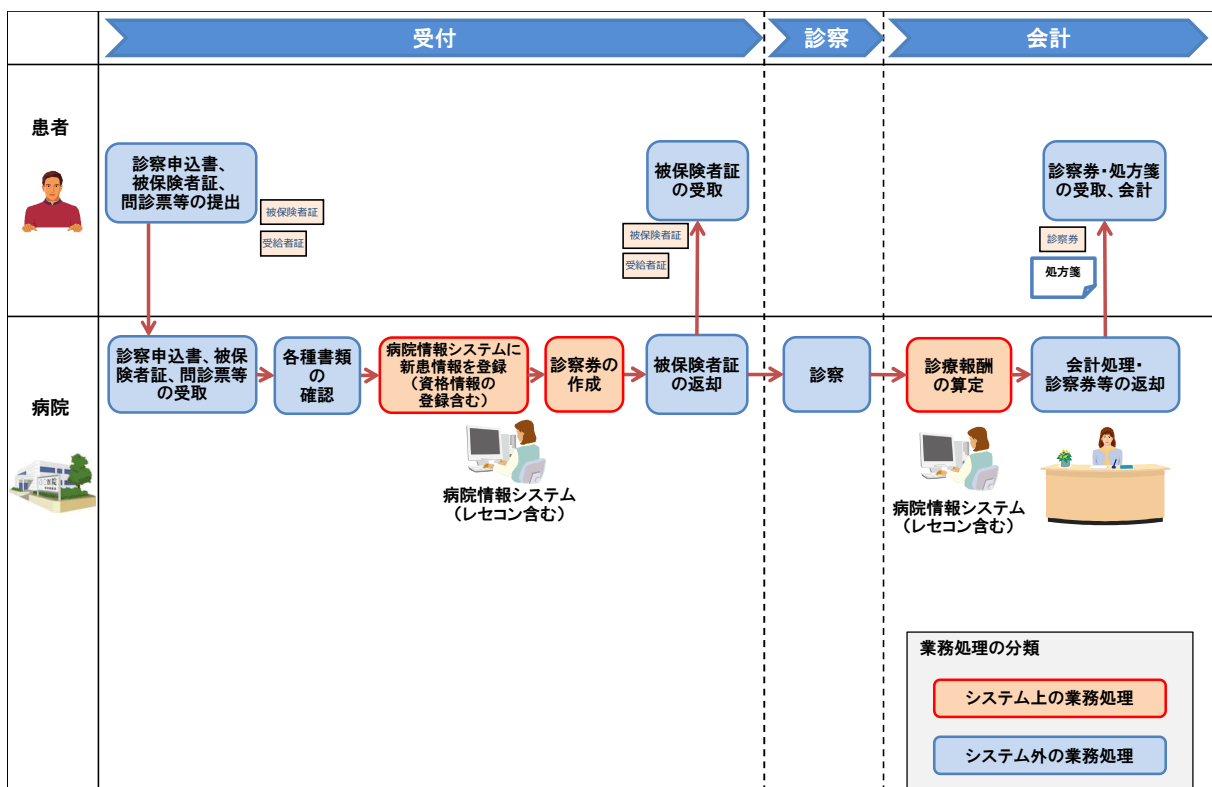 受付
診察
会計
患者
診察申込書、
被保険者証、
問診票等の提出
被保険者証
受給者証
被保険者証
の受取
被保険者証
受給者証
診察券・処方箋
の受取、会計
診察券
処方箋
病院
診察申込書、被保
険者証、問診票等
の受取
各種書類
の
確認
病院情報システムに
新患情報を登録
（資格情報の
登録含む）
診察券の
作成
被保険者証
の返却
診察
診療報酬
の算定
会計処理・
診察券等の返却
病院情報システム
（レセコン含む）
病院情報システム
（レセコン含む）
業務処理の分類
システム上の業務処理
システム外の業務処理